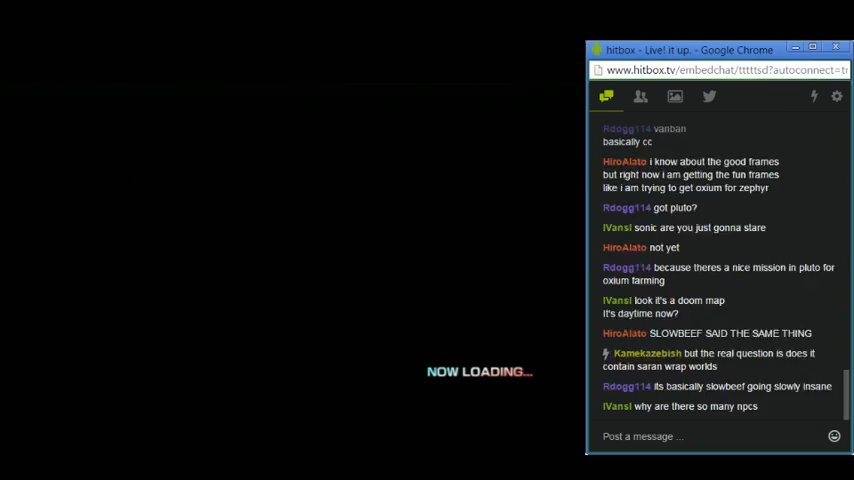 hitbox - Live! it up. - Google Chrome
www.hitbox.tv/embedchat/tttttsd?autoconnect=tr
Rdogg114 vanban
basically cc
HiroAlato i know about the good frames
but right now i am getting the fun frames
like i am trying to get oxium for zephyr
Rdogg114 got pluto?
IVansI sonic are you just gonna stare
HiroAlato not yet
Rdogg114 because theres a nice mission in pluto for
oxium farming
IVansI look it's a doom map
It's daytime now?
HiroAlato SLOWBEEF SAID THE SAME THING
Kamekazebish but the real question is does it
contain saran wrap worlds
Rdogg114 its basically slowbeef going slowly insane
IVansI why are there so many npcs
Post a message ...
NOW LOADING...